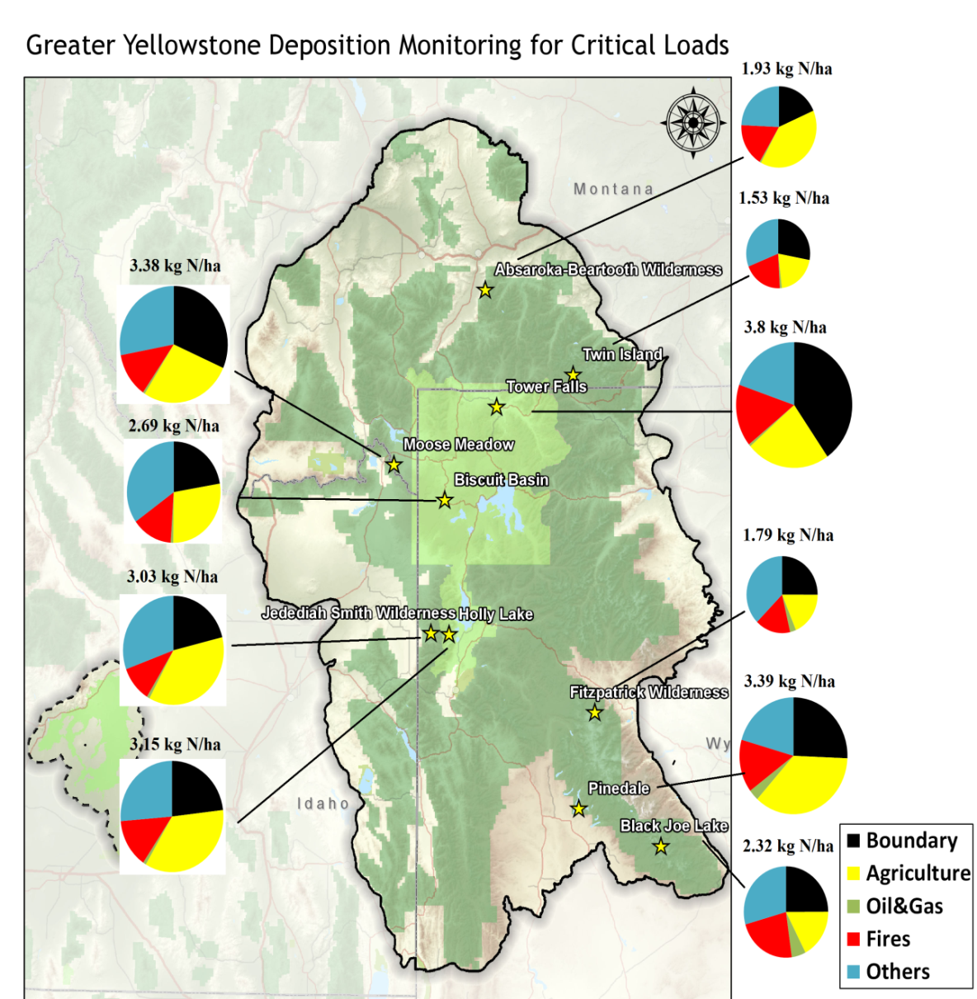 Greater Yellowstone Deposition Monitoring for Critical Loads
1.93 kg N/ha
Montana
1.53 kg N/ha
3.38 kg N/ha
Absaroka-Beartooth Wilderness
3.8 kg N/ha
Twin Island
Tower Falls
2.69 kg N/ha
Moose Meadow
Biscuit Basin
1.79 kg N/ha
3.03 kg N/ha
Jedediah Smith Wilderness
Holly Lake
3.39 kg N/ha
Fitzpatrick Wilderness
3.15 kg N/ha
Wy
Pinedale
Idaho
Black Joe Lake
2.32 kg N/ha
Boundary
Agriculture
Oil&Gas
Fires
Others